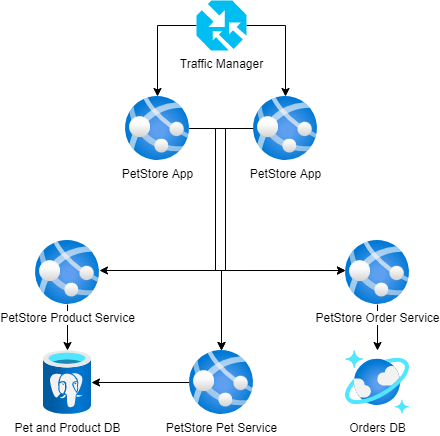 Traffic Manager
PetStore App
PetStore App
PetStore Product Service
PetStore Order Service
Pet and Product DB
PetStore Pet Service
Orders DB